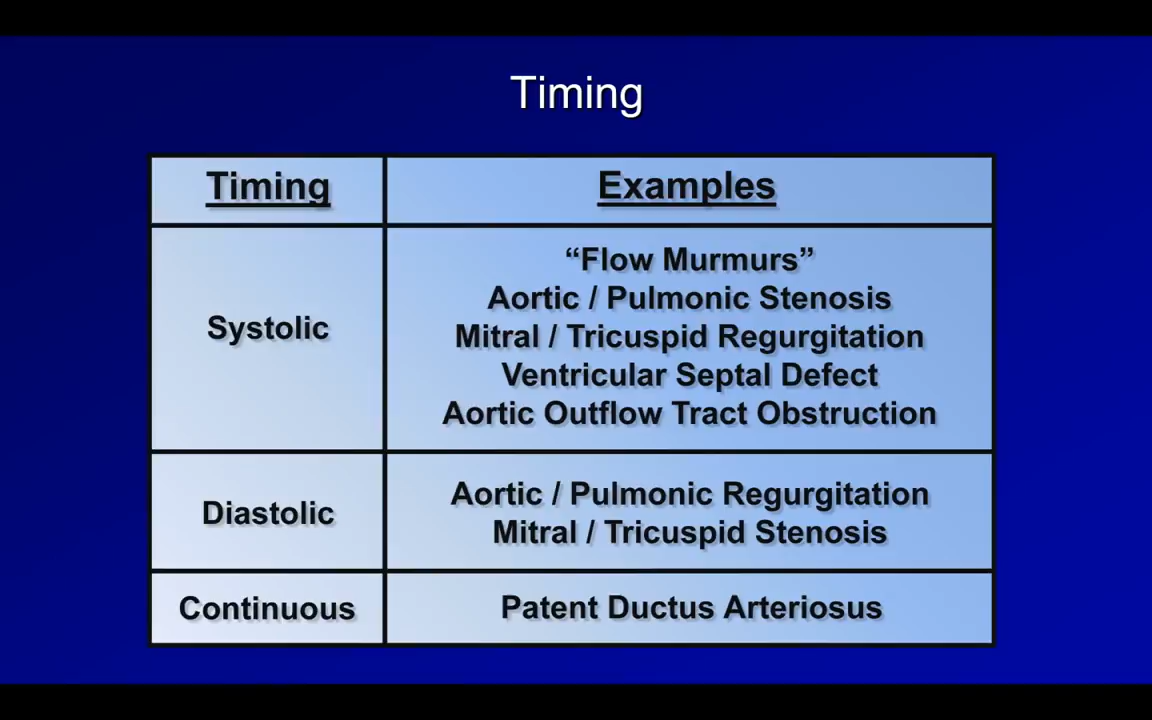 Timing
Timing
Examples
Systolic
“Flow Murmurs”
Aortic / Pulmonic Stenosis
Mitral / Tricuspid Regurgitation
Ventricular Septal Defect
Aortic Outflow Tract Obstruction
Diastolic
Aortic / Pulmonic Regurgitation
Mitral / Tricuspid Stenosis
Continuous
Patent Ductus Arteriosus